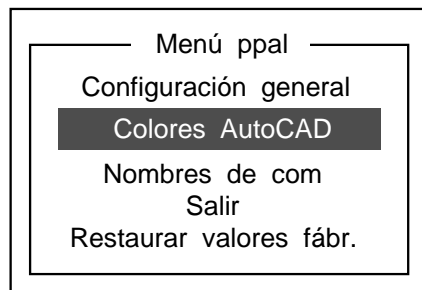 Menú ppal
Configuración general
Colores AutoCAD
Nombres de com
Salir
Restaurar valores fábr.